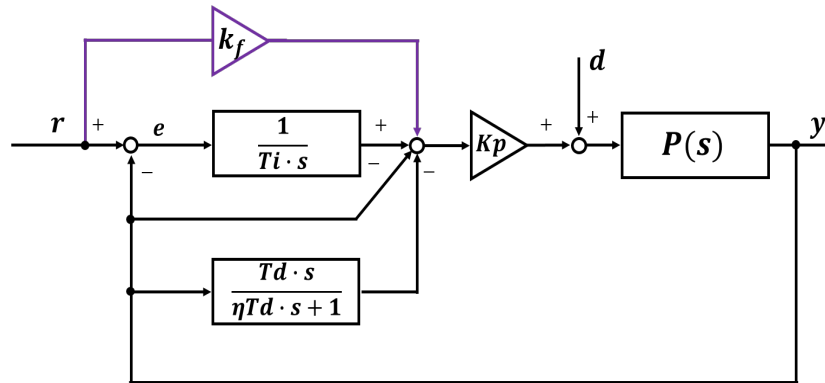 k_f
d
r + e 1 + + + y
Ti · s Kp P(s)
− −
−
Td · s
ηTd · s + 1